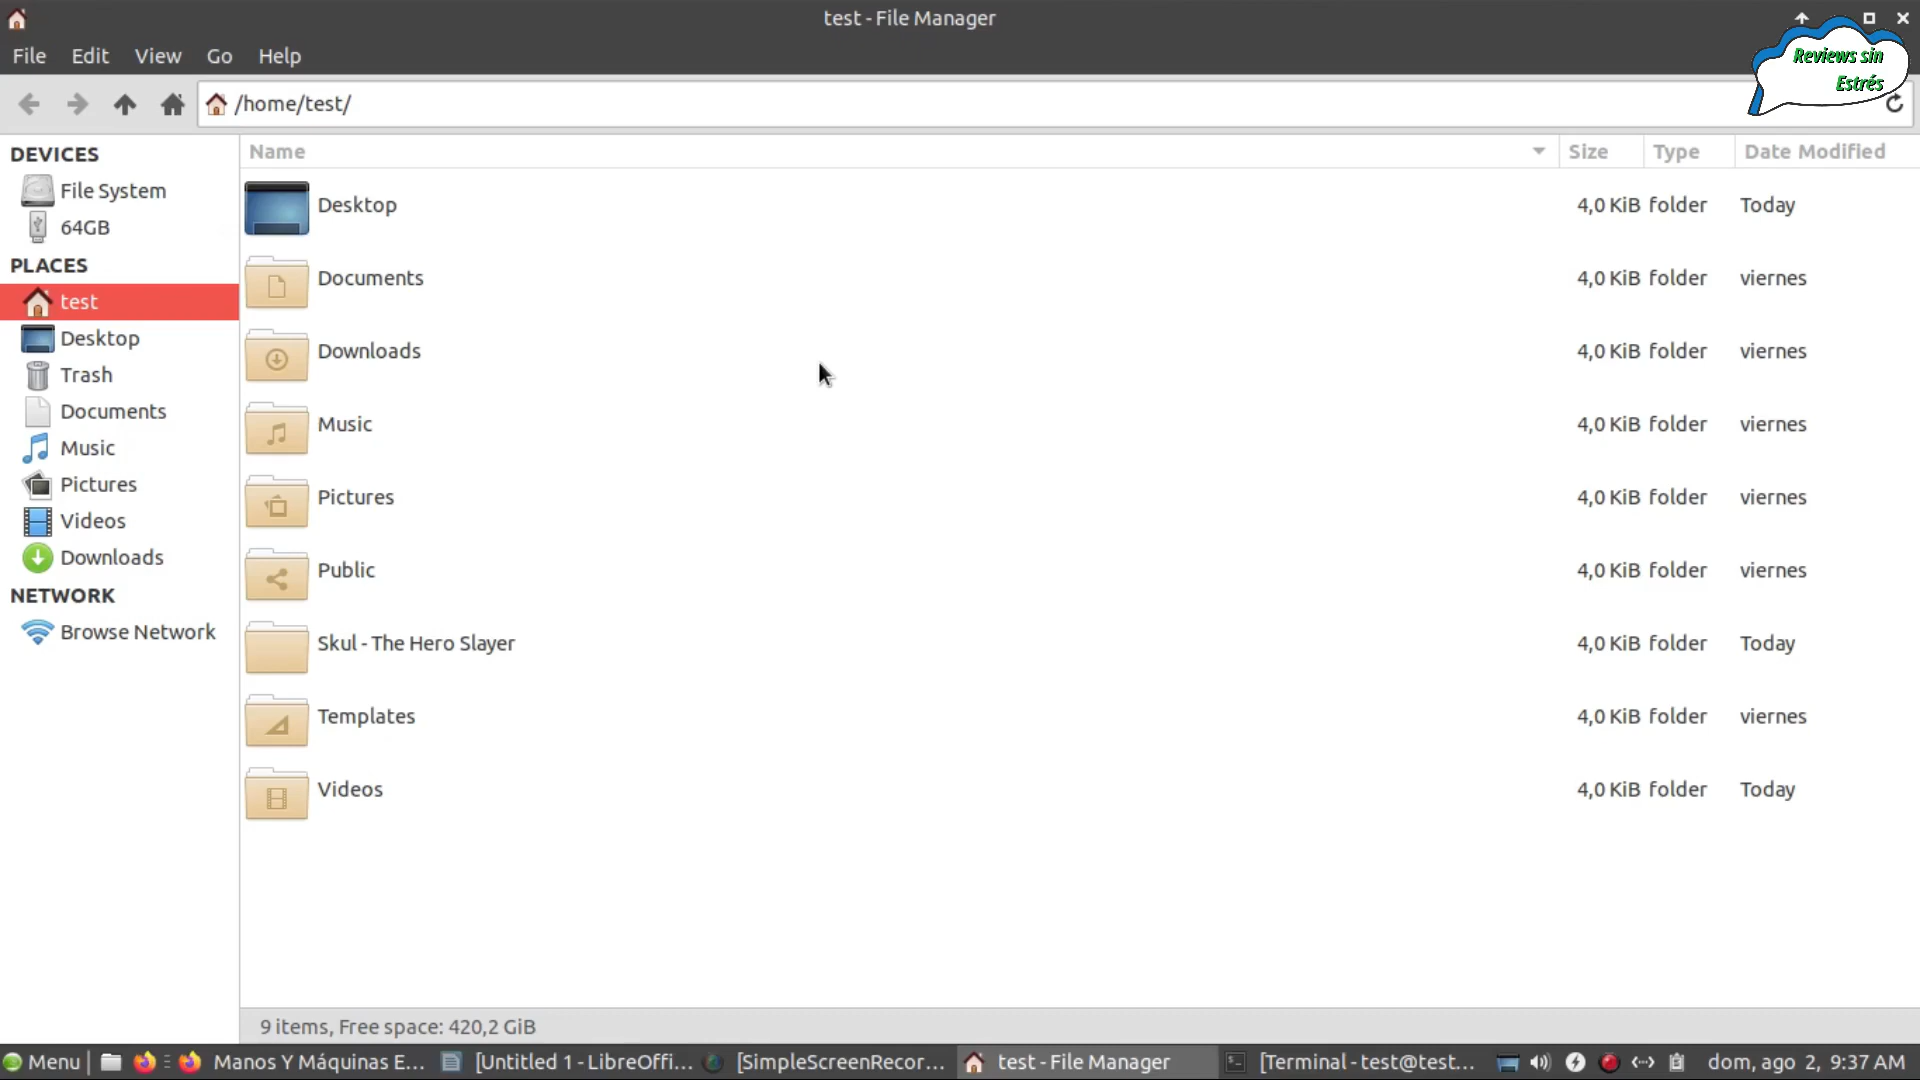 test - File Manager
File Edit View Go Help
Reviews sin
Estrés
/home/test/
DEVICES
File System
64GB
PLACES
test
Desktop
Trash
Documents
Music
Pictures
Videos
Downloads
NETWORK
Browse Network
Name Size Type Date Modified
Desktop 4,0 KiB folder Today
Documents 4,0 KiB folder viernes
Downloads 4,0 KiB folder viernes
Music 4,0 KiB folder viernes
Pictures 4,0 KiB folder viernes
Public 4,0 KiB folder viernes
Skul - The Hero Slayer 4,0 KiB folder Today
Templates 4,0 KiB folder viernes
Videos 4,0 KiB folder Today
9 items, Free space: 420,2 GiB
Menu Manos Y Máquinas E... [Untitled 1 - LibreOffi... [SimpleScreenRecor... test - File Manager [Terminal - test@test... dom, ago 2, 9:37 AM